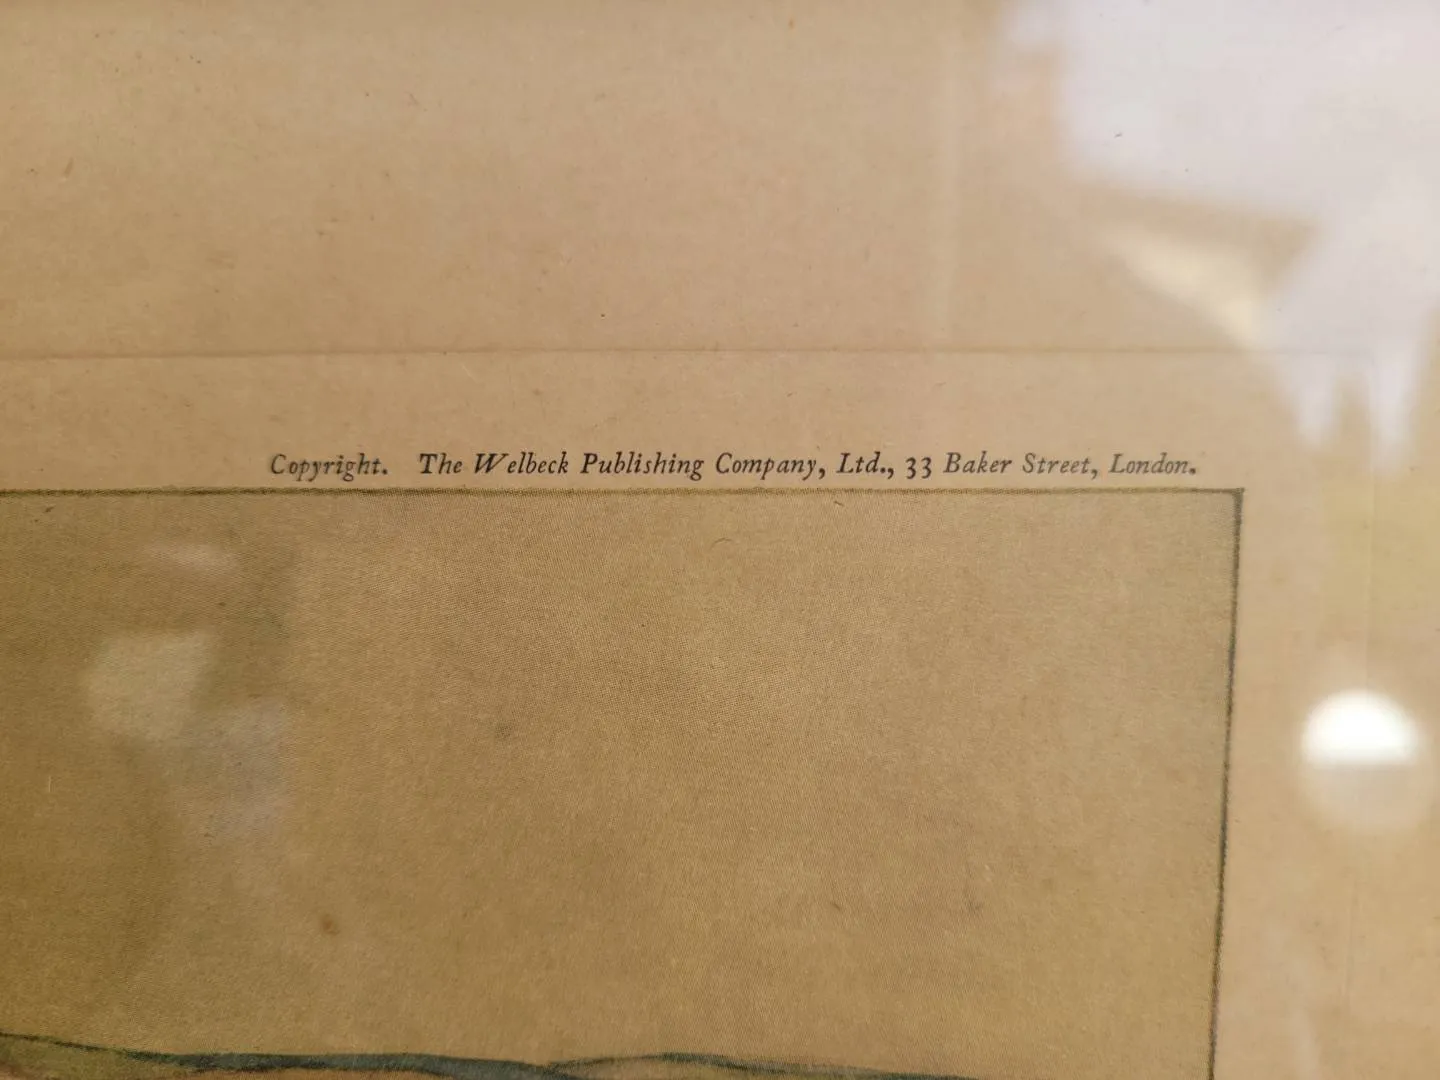 Copyright. The Welbeck Publishing Company, Ltd., 33 Baker Street, London.